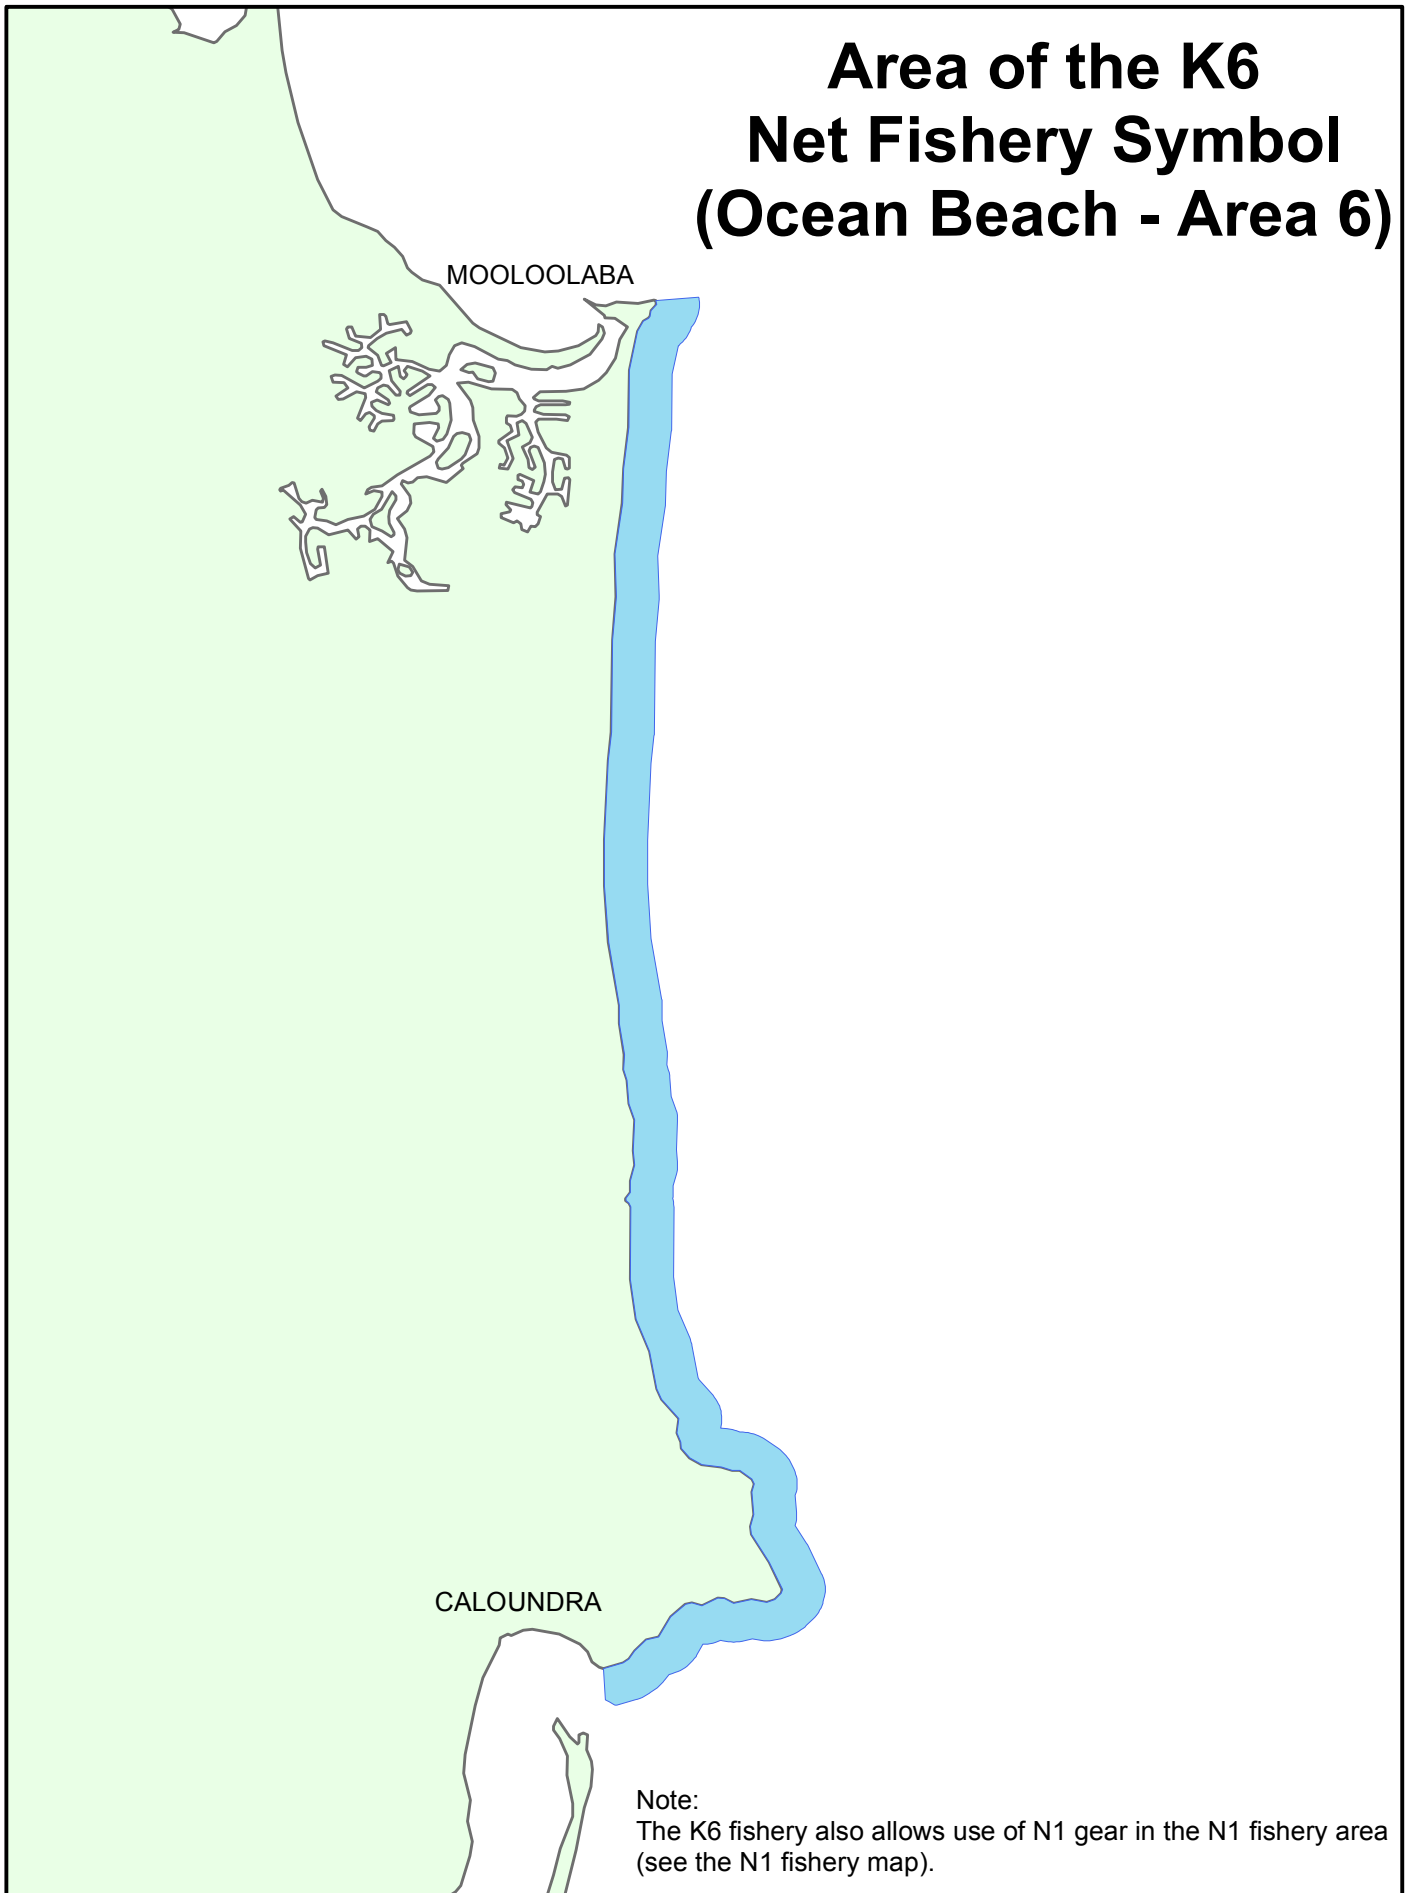 Area of the K6
Net Fishery Symbol
(Ocean Beach - Area 6)
MOOLOOLABA
CALOUNDRA
Note:
The K6 fishery also allows use of N1 gear in the N1 fishery area
(see the N1 fishery map).